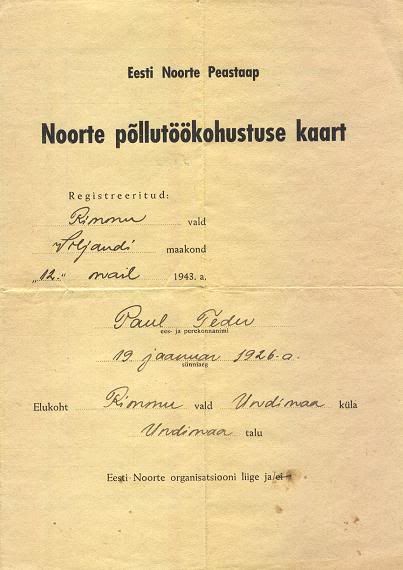 Eesti Noorte Peastaap
Noorte põllutöökohustuse kaart
Registreeritud:
Rimmu vald
Viljandi maakond
„12.“ mail 1943. a.
Paul Teder
ees- ja perekonnanimi
19 jaanuar 1926.a.
sünniaeg
Elukoht Rimmu vald Undimaa küla
Undimaa talu
Eesti Noorte organisatsiooni liige ja/ei